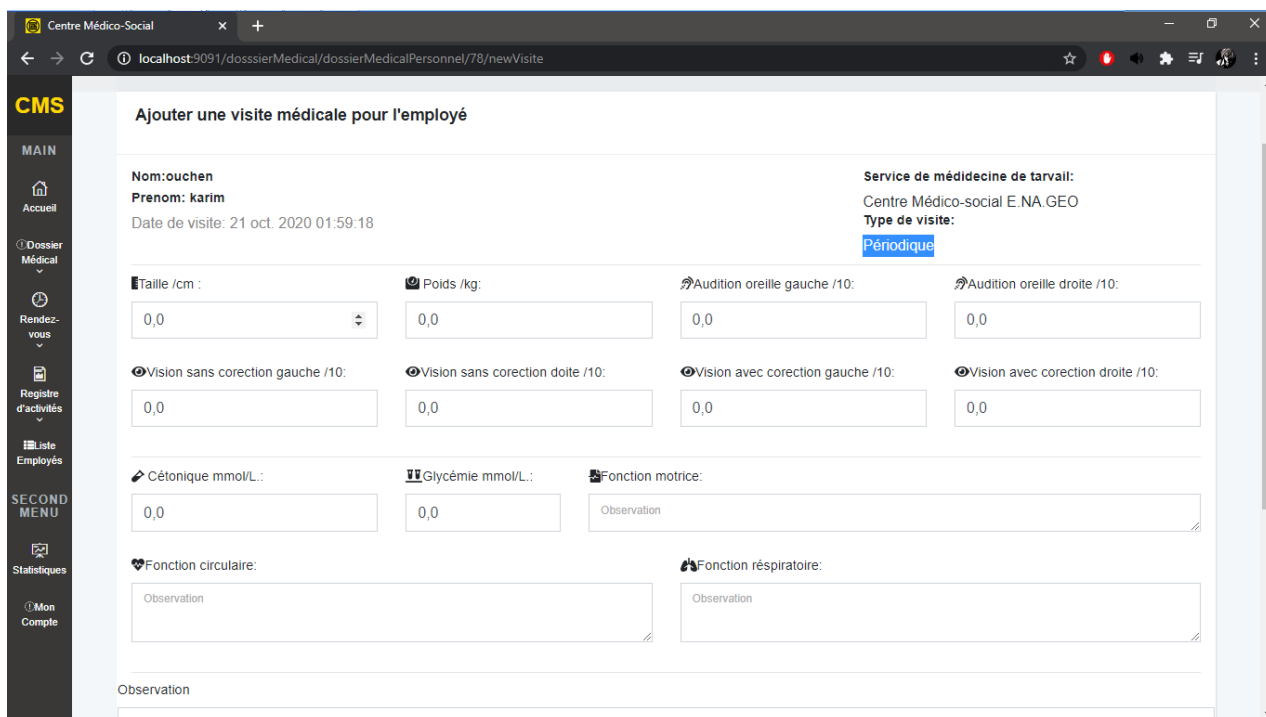 Centre Médico-Social
localhost:9091/dosssierMedical/dossierMedicalPersonnel/78/newVisite
CMS
MAIN
Accueil
Dossier
Médical
Rendez-
vous
Registre
d'activités
Liste
Employés
SECOND
MENU
Statistiques
Mon
Compte
Ajouter une visite médicale pour l'employé
Nom:ouchen
Prenom: karim
Date de visite: 21 oct. 2020 01:59:18
Service de médidecine de tarvail:
Centre Médico-social E.NA.GEO
Type de visite:
Périodique
Taille /cm :
Poids /kg:
Audition oreille gauche /10:
Audition oreille droite /10:
0,0
0,0
0,0
0,0
Vision sans corection gauche /10:
Vision sans corection doite /10:
Vision avec corection gauche /10:
Vision avec corection droite /10:
0,0
0,0
0,0
0,0
Cétonique mmol/L.:
Glycémie mmol/L.:
Fonction motrice:
0,0
0,0
Observation
Fonction circulaire:
Fonction réspiratoire:
Observation
Observation
Observation